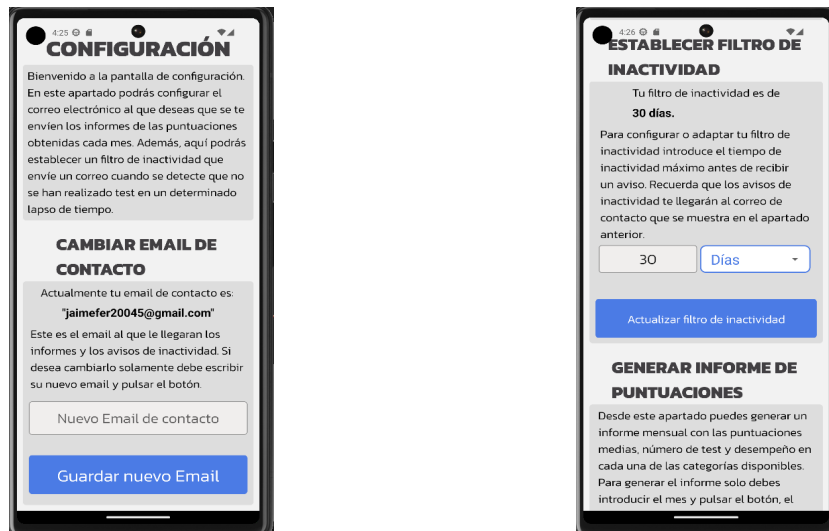 4:25
CONFIGURACIÓN
Bienvenido a la pantalla de configuración.
En este apartado podrás configurar el
correo electrónico al que deseas que se te
envíen los informes de las puntuaciones
obtenidas cada mes. Además, aquí podrás
establecer un filtro de inactividad que
envíe un correo cuando se detecte que no
se han realizado test en un determinado
lapso de tiempo.
CAMBIAR EMAIL DE
CONTACTO
Actualmente tu email de contacto es:
"jaimefer20045@gmail.com"
Este es el email al que le llegaran los
informes y los avisos de inactividad. Si
desea cambiarlo solamente debe escribir
su nuevo email y pulsar el botón.
Nuevo Email de contacto
Guardar nuevo Email
4:26
ESTABLECER FILTRO DE
INACTIVIDAD
Tu filtro de inactividad es de
30 días.
Para configurar o adaptar tu filtro de
inactividad introduce el tiempo de
inactividad máximo antes de recibir
un aviso. Recuerda que los avisos de
inactividad te llegarán al correo de
contacto que se muestra en el apartado
anterior.
30 Días
Actualizar filtro de inactividad
GENERAR INFORME DE
PUNTUACIONES
Desde este apartado puedes generar un
informe mensual con las puntuaciones
medias, número de test y desempeño en
cada una de las categorías disponibles.
Para generar el informe solo debes
introducir el mes y pulsar el botón, el